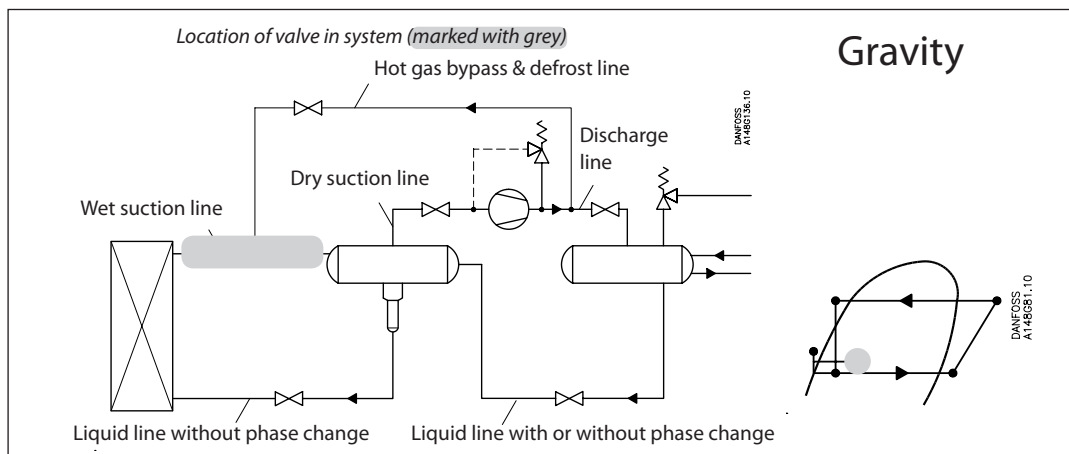 Location of valve in system (marked with grey)
Gravity
Hot gas bypass & defrost line
DANFOSS
A148G136.10
Discharge
line
Dry suction line
Wet suction line
DANFOSS
A148G81.10
Liquid line without phase change
Liquid line with or without phase change